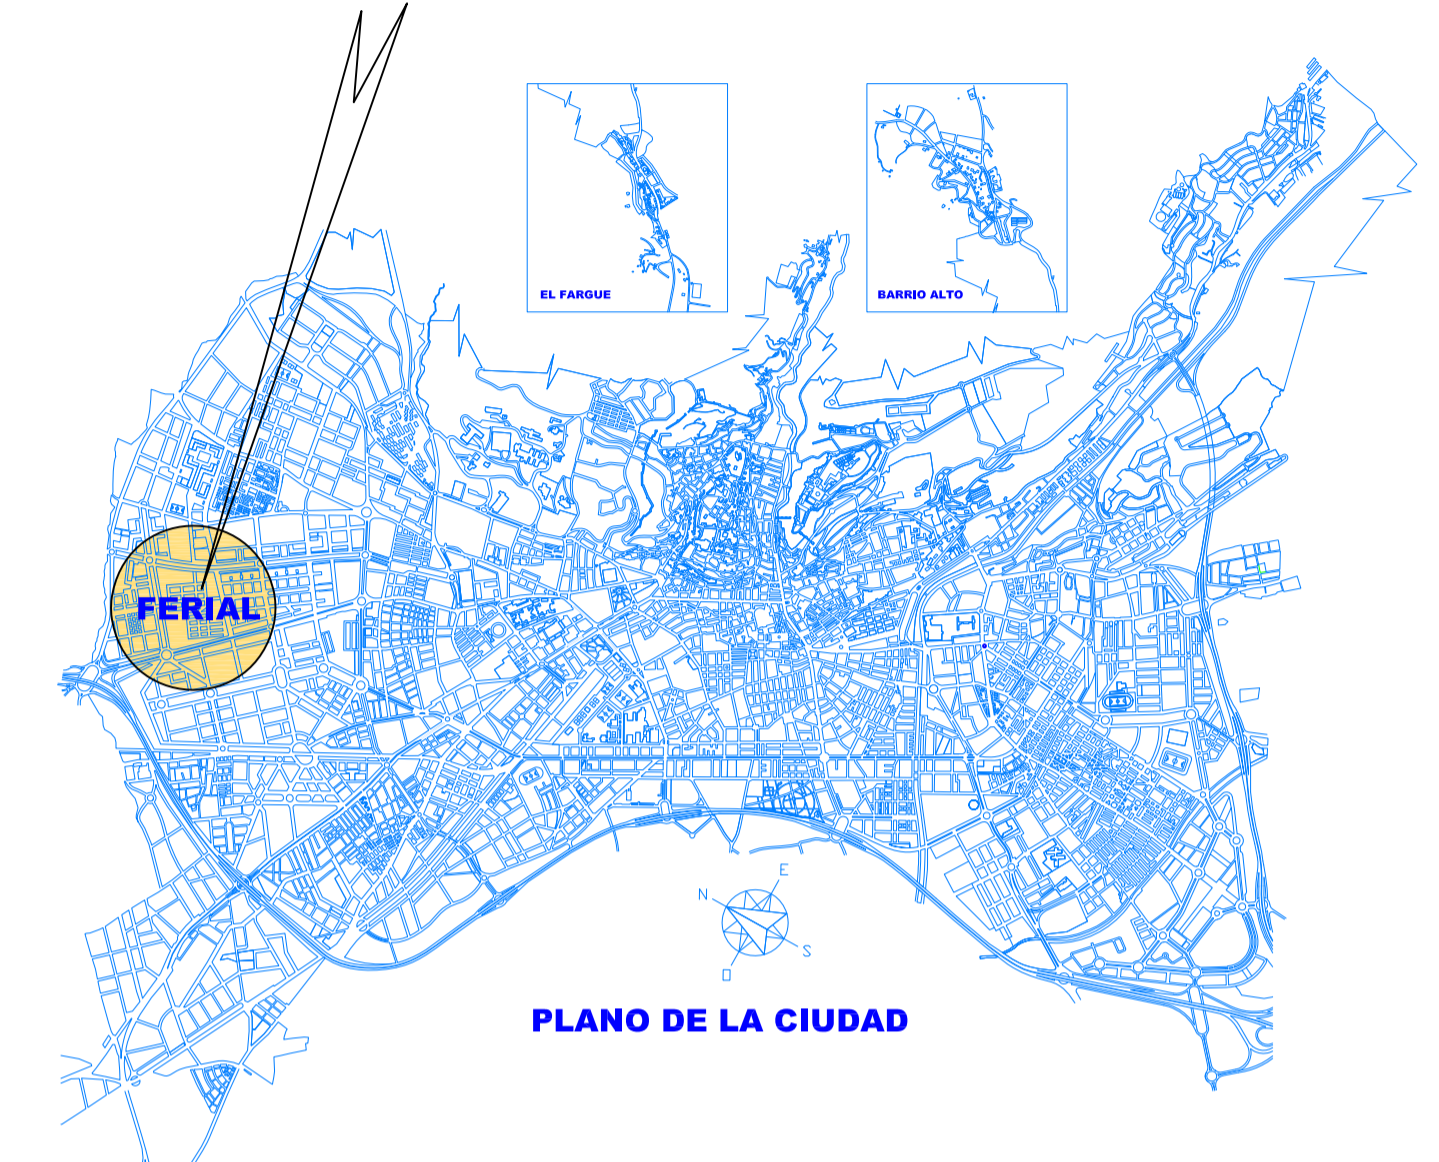 EL FARGUE
BARRIO ALTO
FERIAL
E
N
S
O
PLANO DE LA CIUDAD